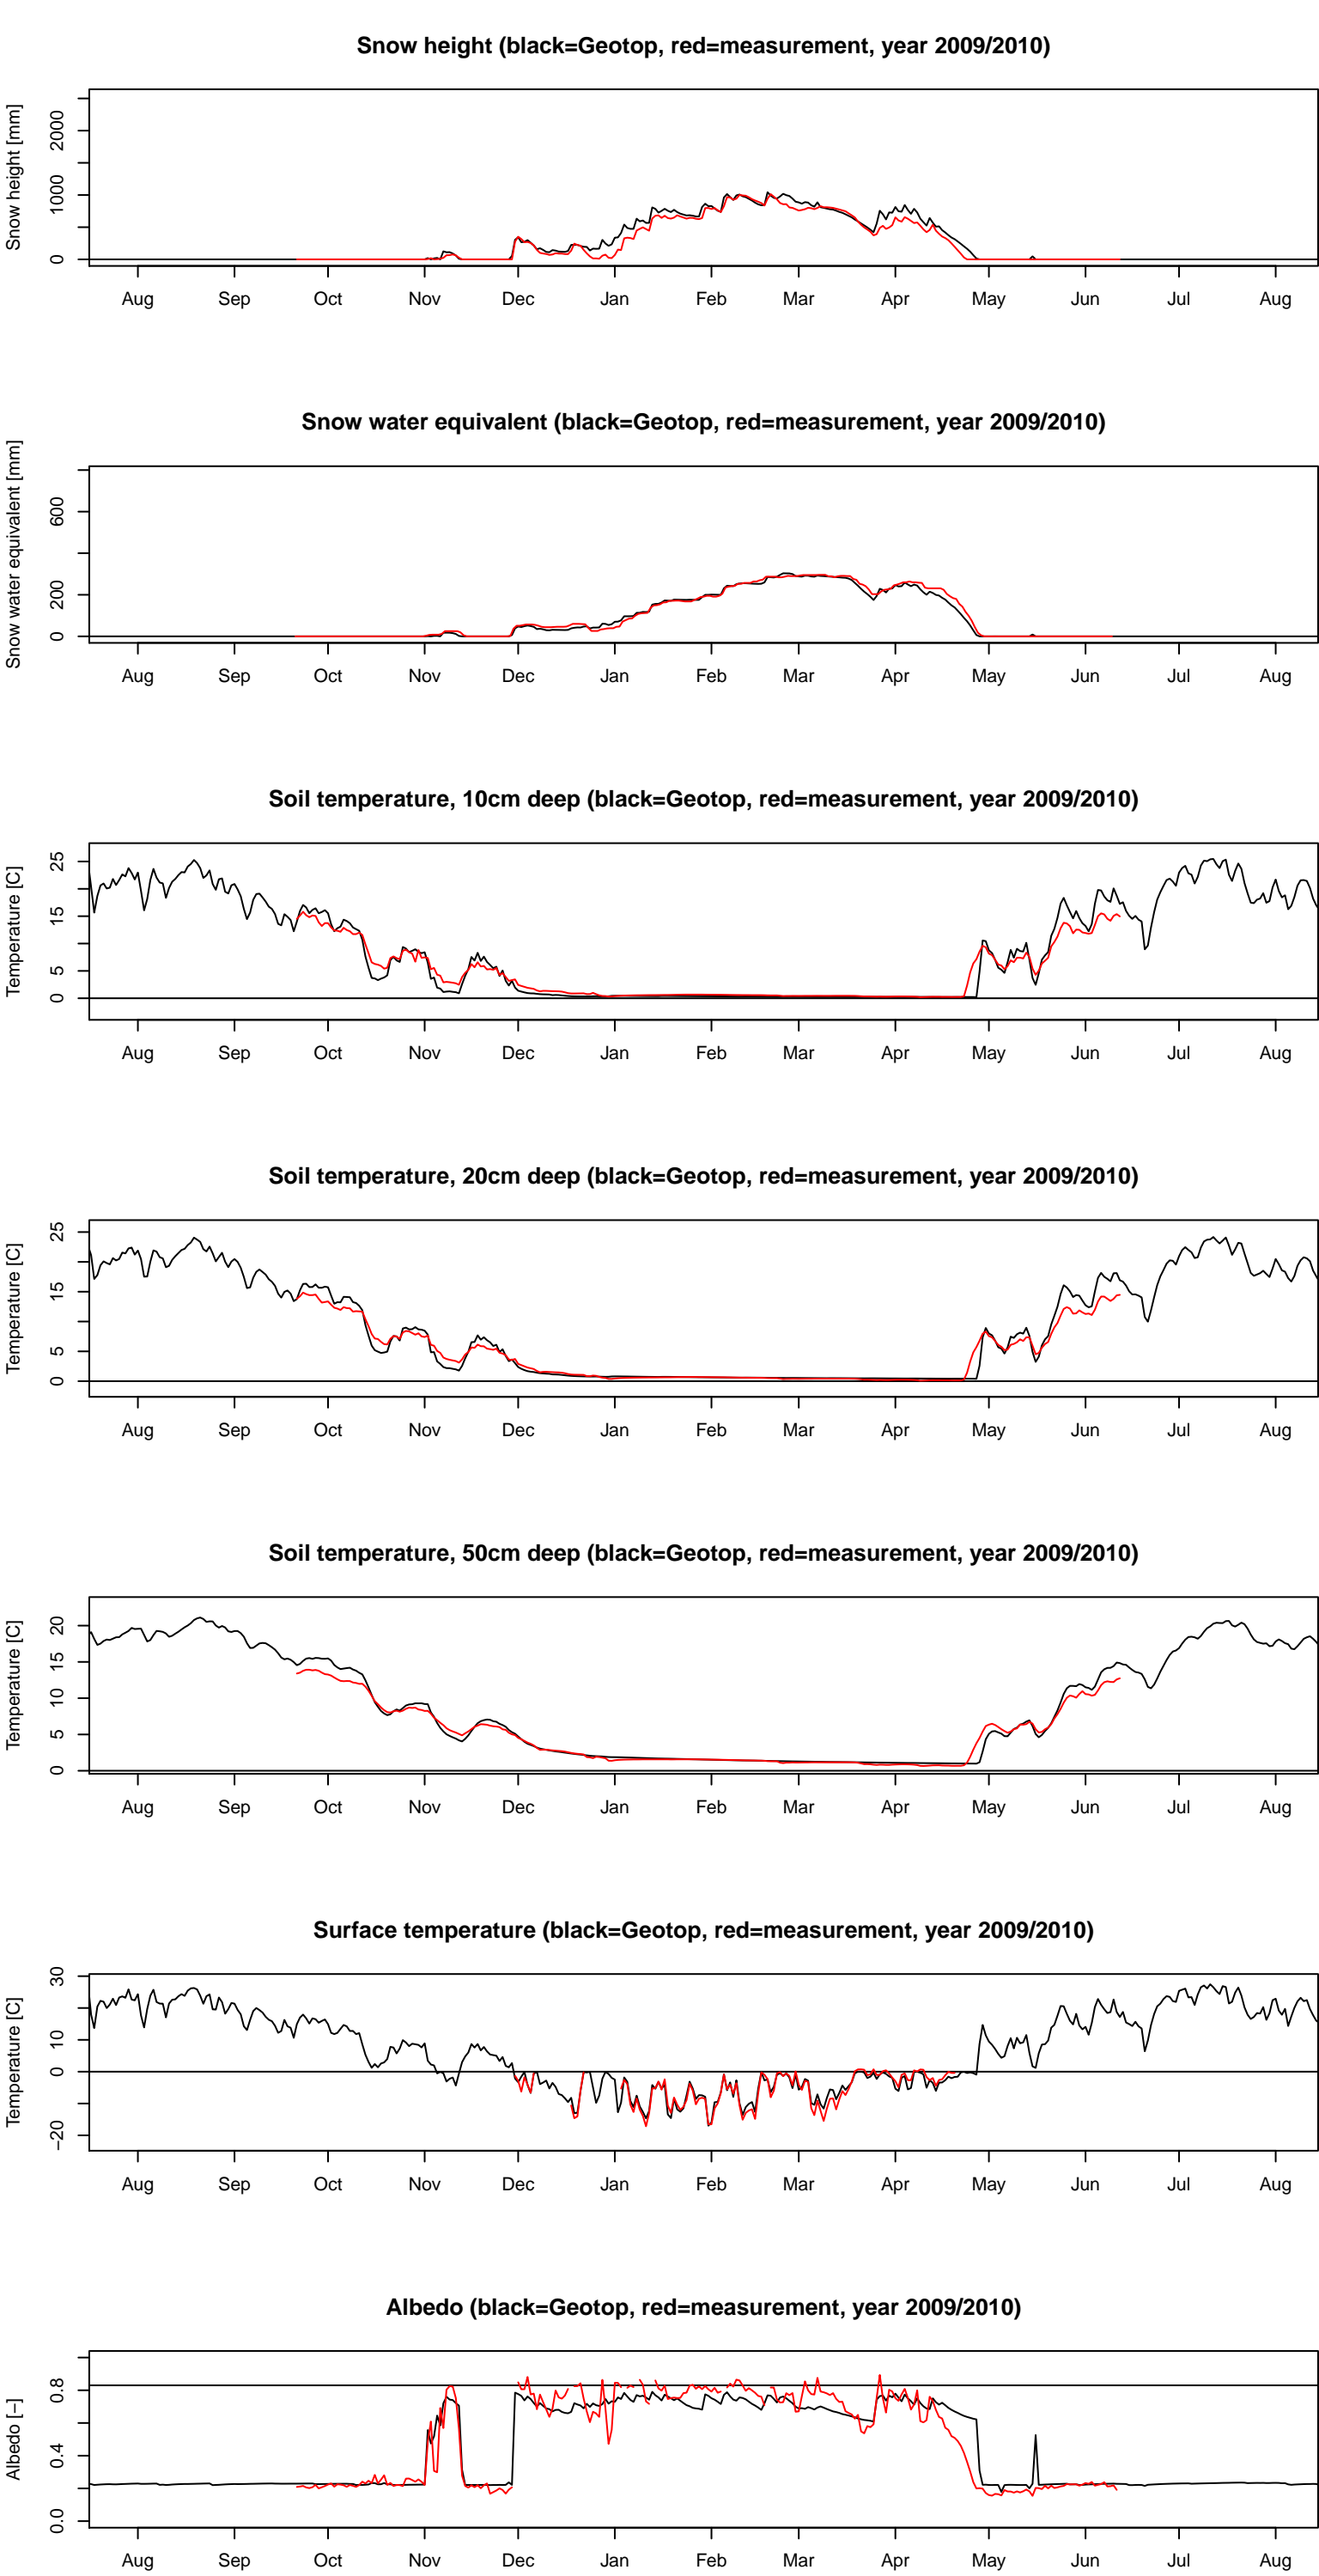 Snow height (black=Geotop, red=measurement, year 2009/2010)
Snow height [mm]
2000
1000
0
Aug Sep Oct Nov Dec Jan Feb Mar Apr May Jun Jul Aug
Snow water equivalent (black=Geotop, red=measurement, year 2009/2010)
Snow water equivalent [mm]
600
200
0
Aug Sep Oct Nov Dec Jan Feb Mar Apr May Jun Jul Aug
Soil temperature, 10cm deep (black=Geotop, red=measurement, year 2009/2010)
Temperature [C]
25
15
5
0
Aug Sep Oct Nov Dec Jan Feb Mar Apr May Jun Jul Aug
Soil temperature, 20cm deep (black=Geotop, red=measurement, year 2009/2010)
Temperature [C]
25
15
5
0
Aug Sep Oct Nov Dec Jan Feb Mar Apr May Jun Jul Aug
Soil temperature, 50cm deep (black=Geotop, red=measurement, year 2009/2010)
Temperature [C]
20
15
10
5
0
Aug Sep Oct Nov Dec Jan Feb Mar Apr May Jun Jul Aug
Surface temperature (black=Geotop, red=measurement, year 2009/2010)
Temperature [C]
30
10
0
−20
Aug Sep Oct Nov Dec Jan Feb Mar Apr May Jun Jul Aug
Albedo (black=Geotop, red=measurement, year 2009/2010)
Albedo [−]
0.8
0.4
0.0
Aug Sep Oct Nov Dec Jan Feb Mar Apr May Jun Jul Aug